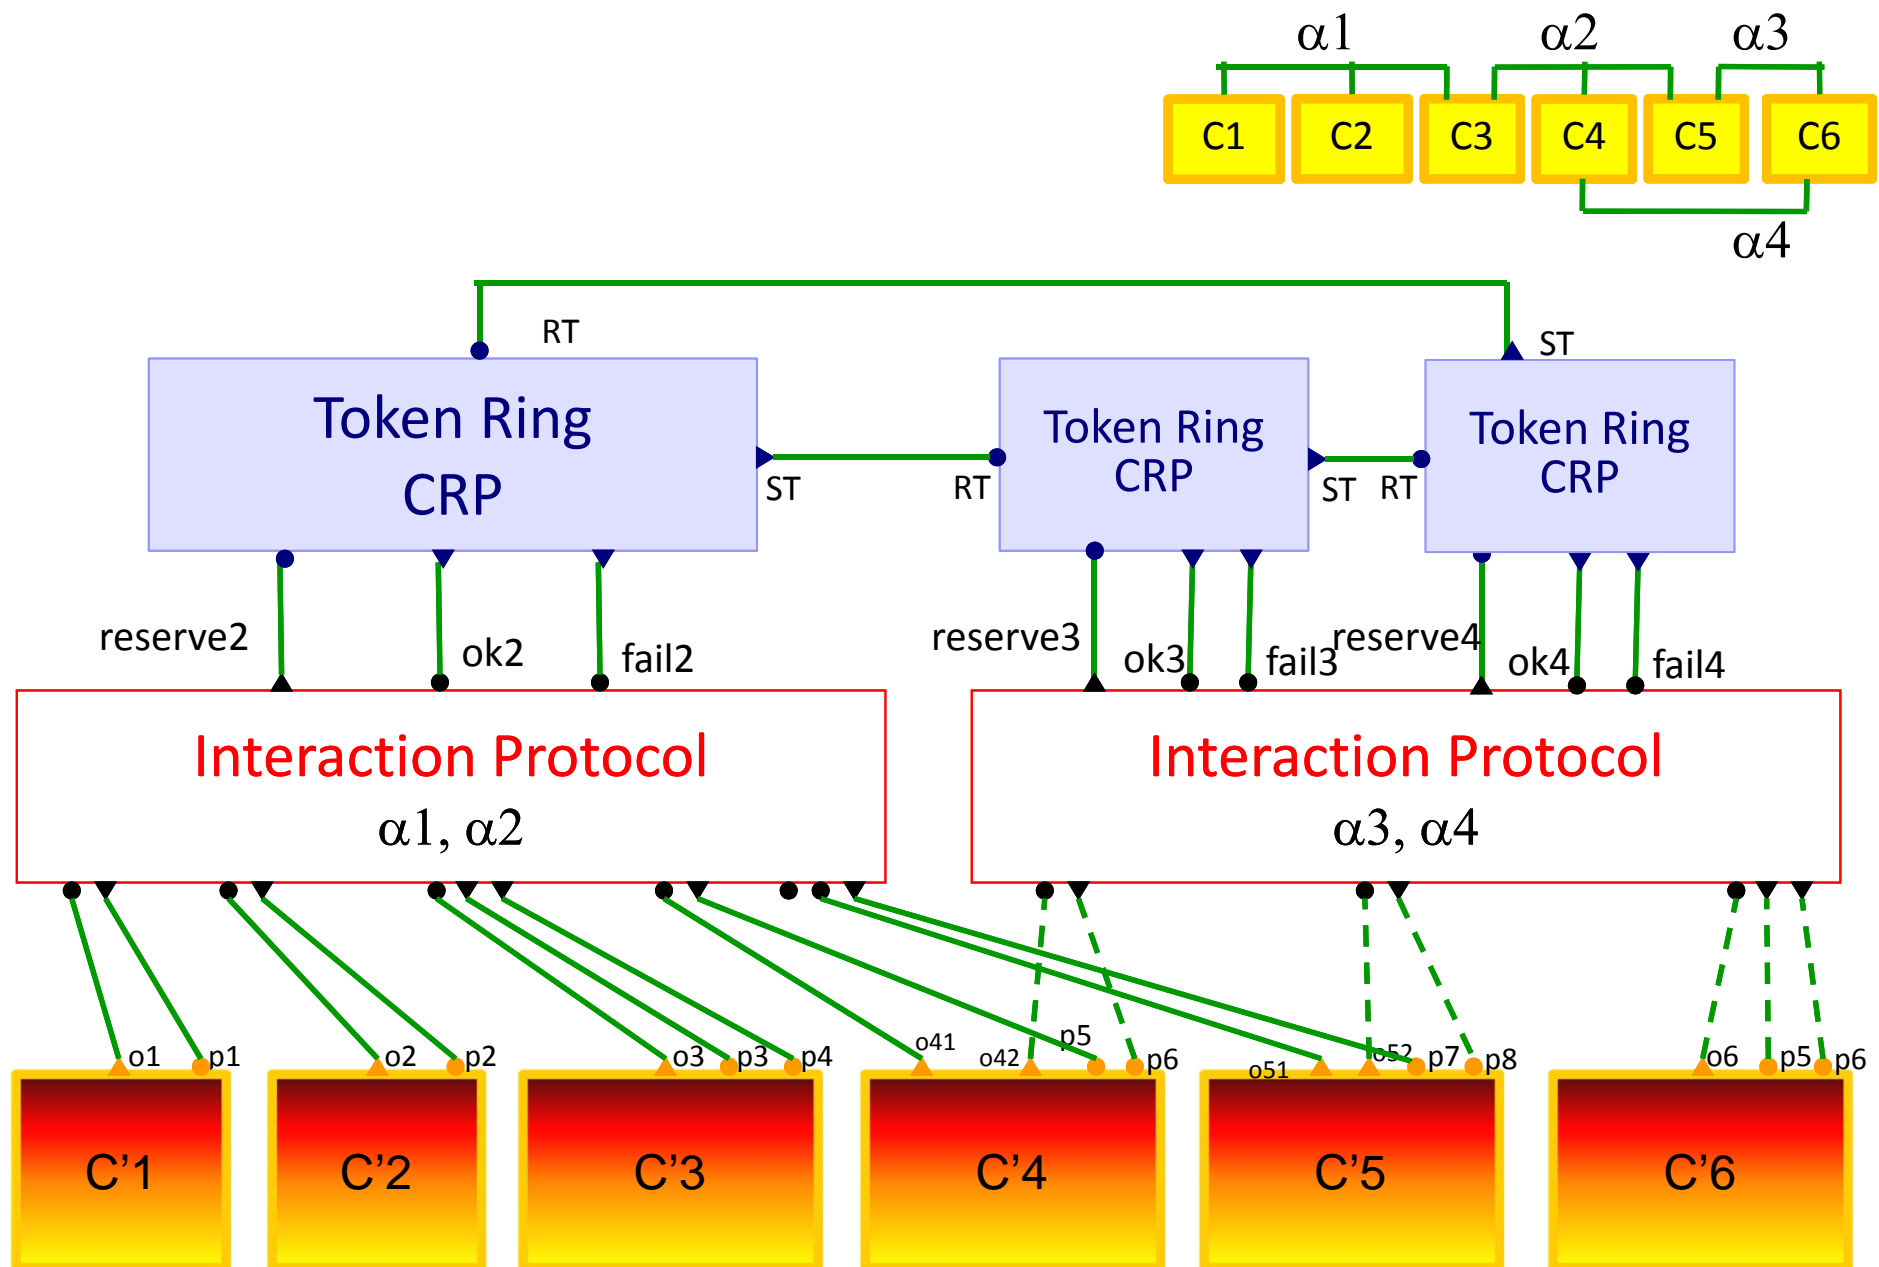 α1 α2 α3
C1 C2 C3 C4 C5 C6
α4
RT ST
Token Ring
CRP
Token Ring
CRP
Token Ring
CRP
ST RT ST RT
reserve2 ok2 fail2 reserve3 ok3 fail3 reserve4 ok4 fail4
Interaction Protocol
α1, α2
Interaction Protocol
α3, α4
o1 p1 o2 p2 o3 p3 p4 o41 o42 p5 p6 o51 o52 p7 p8 o6 p5 p6
C’1 C’2 C’3 C’4 C’5 C’6